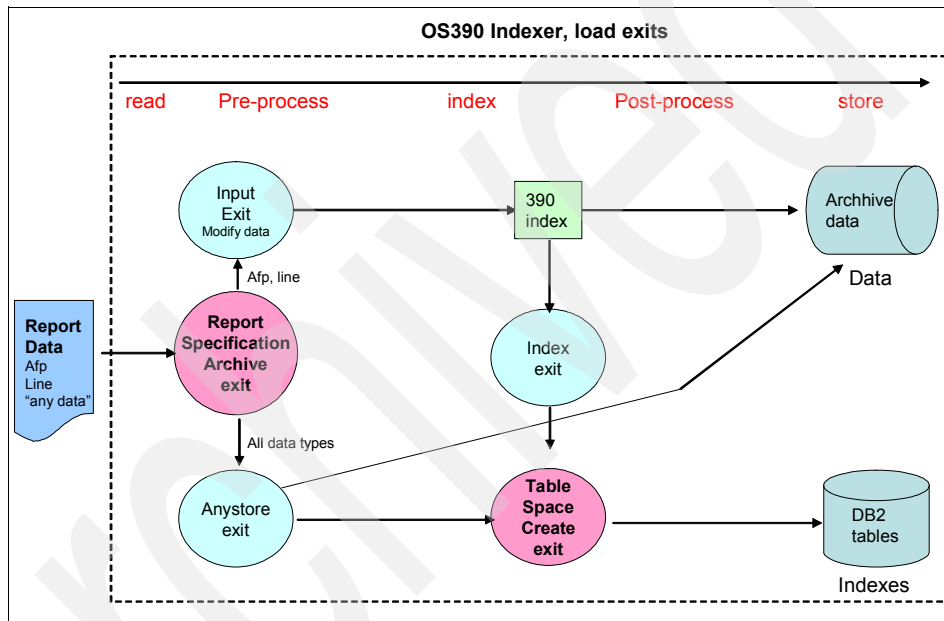 OS390 Indexer, load exits
read Pre-process index Post-process store
Input
Exit
Modify data
390
index
Archhive
data
Data
Afp, line
Report
Data
Afp
Line
“any data”
Report
Specification
Archive
exit
Index
exit
All data types
Anystore
exit
Table
Space
Create
exit
DB2
tables
Indexes